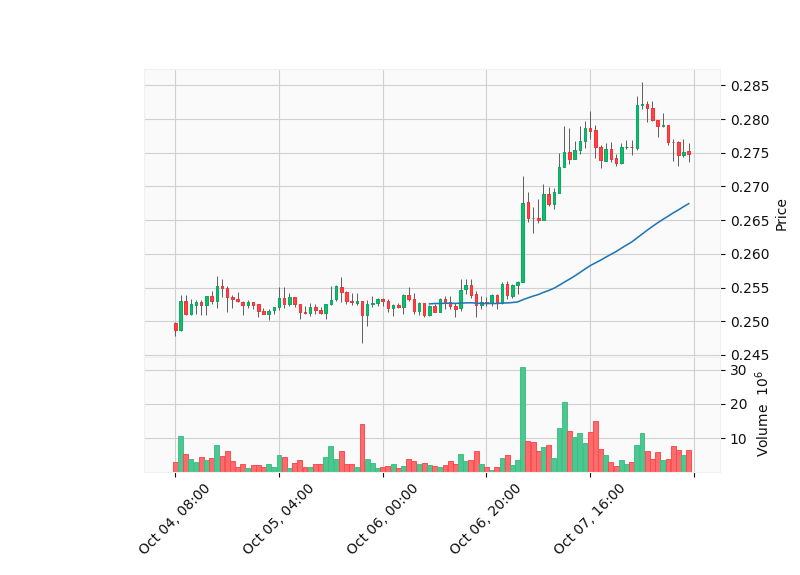 0.285
0.280
0.275
0.270
0.265
0.260
0.255
0.250
0.245
Price
30
20
10
Volume 10⁶
Oct 04, 08:00
Oct 05, 04:00
Oct 06, 00:00
Oct 06, 20:00
Oct 07, 16:00